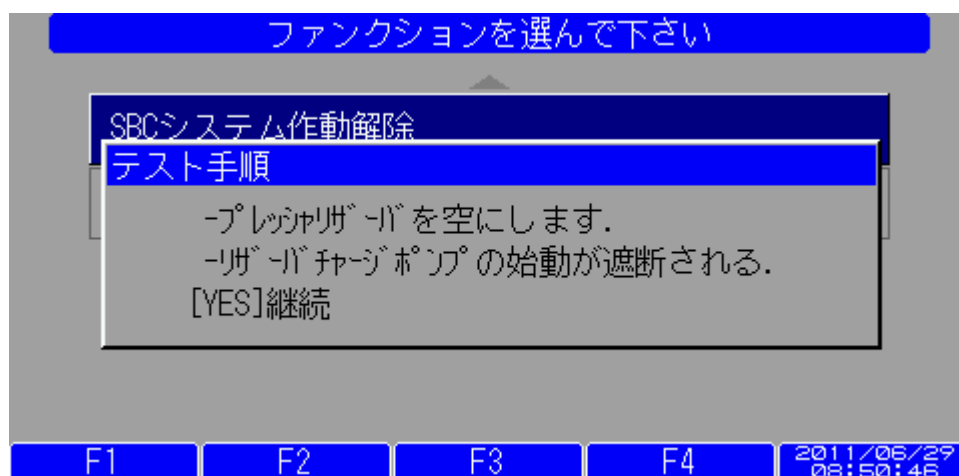 ファンクションを選んで下さい
SBCシステム作動解除
テスト手順
-ﾌﾟﾚｯｼｬﾘｻﾞｰﾊﾞを空にします.
-ﾘｻﾞｰﾊﾞﾁｬｰｼﾞﾎﾟﾝﾌﾟの始動が遮断される.
[YES]継続
F1 F2 F3 F4 2011/06/29
08:50:46